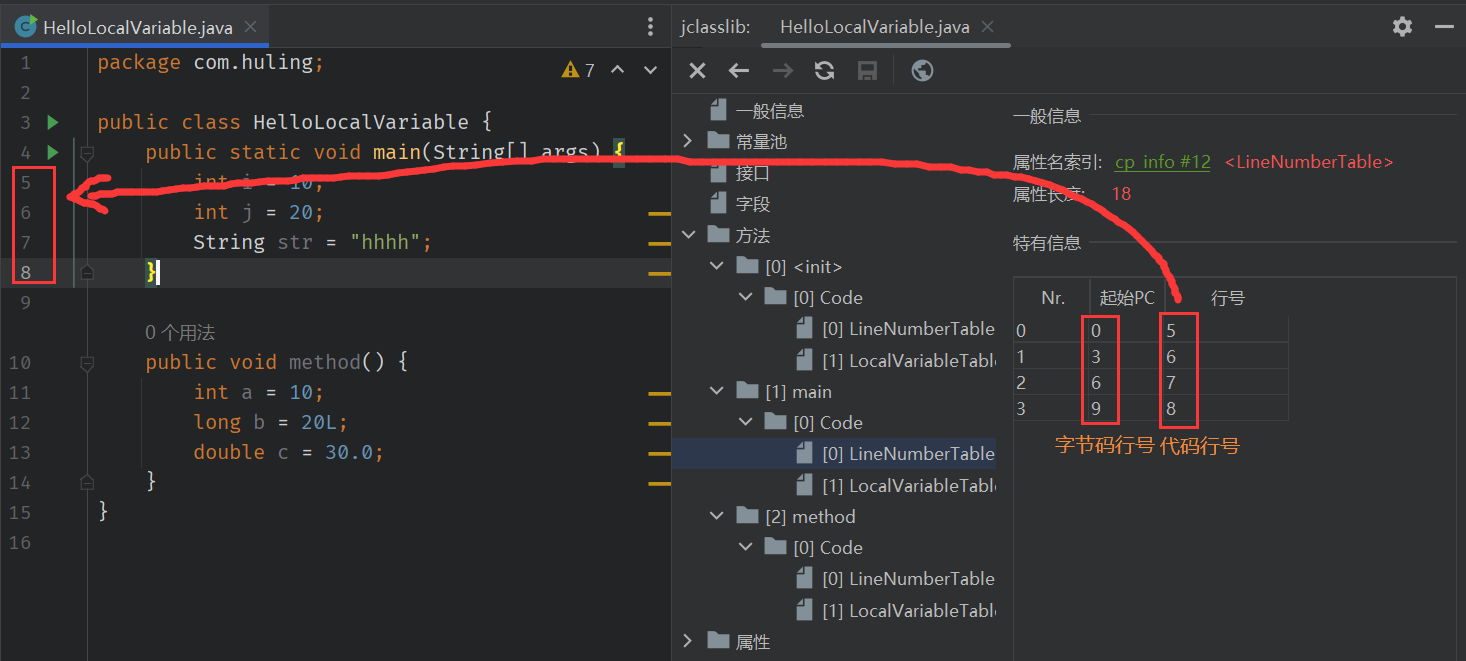 HelloLocalVariable.java
1 package com.huling;
7
2
3 public class HelloLocalVariable {
4 public static void main(String[] args) {
5 int i = 10;
6 int j = 20;
7 String str = "hhhh";
8 }
9
0 个用法
10 public void method() {
11 int a = 10;
12 long b = 20L;
13 double c = 30.0;
14 }
15 }
16
jclasslib: HelloLocalVariable.java
一般信息
常量池
接口
字段
方法
[0] <init>
[0] Code
[0] LineNumberTable
[1] LocalVariableTabl
[1] main
[0] Code
[0] LineNumberTable
[1] LocalVariableTabl
[2] method
[0] Code
[0] LineNumberTable
[1] LocalVariableTabl
属性
一般信息
属性名索引: cp_info #12 <LineNumberTable>
属性长度: 18
特有信息
Nr. 起始PC 行号
0 0 5
1 3 6
2 6 7
3 9 8
字节码行号 代码行号